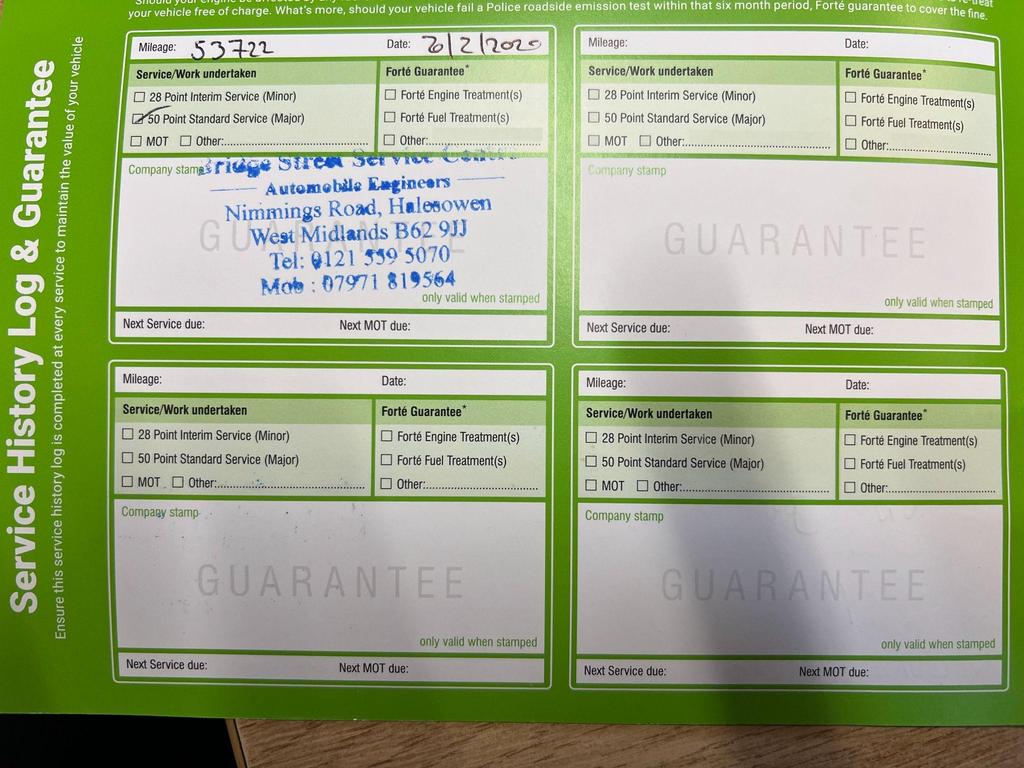 your vehicle free of charge. What's more, should your vehicle fail a Police roadside emission test within that six month period, Forté guarantee to cover the fine.
Service History Log & Guarantee
Ensure this service history log is completed at every service to maintain the value of your vehicle
Mileage: 53722 Date: 7/2/2020
Service/Work undertaken Forté Guarantee*
28 Point Interim Service (Minor) Forté Engine Treatment(s)
50 Point Standard Service (Major) Forté Fuel Treatment(s)
MOT Other: Other:
Company stamp
Bridge Street Service Centre
Automobile Engineers
Nimmings Road, Halesowen
West Midlands B62 9JJ
Tel: 0121 559 5070
Mob : 07971 819564
GUARANTEE
only valid when stamped
Next Service due: Next MOT due:
Mileage: Date:
Service/Work undertaken Forté Guarantee*
28 Point Interim Service (Minor) Forté Engine Treatment(s)
50 Point Standard Service (Major) Forté Fuel Treatment(s)
MOT Other: Other:
Company stamp
GUARANTEE
only valid when stamped
Next Service due: Next MOT due:
Mileage: Date:
Service/Work undertaken Forté Guarantee*
28 Point Interim Service (Minor) Forté Engine Treatment(s)
50 Point Standard Service (Major) Forté Fuel Treatment(s)
MOT Other: Other:
Company stamp
GUARANTEE
only valid when stamped
Next Service due: Next MOT due:
Mileage: Date:
Service/Work undertaken Forté Guarantee*
28 Point Interim Service (Minor) Forté Engine Treatment(s)
50 Point Standard Service (Major) Forté Fuel Treatment(s)
MOT Other: Other:
Company stamp
GUARANTEE
only valid when stamped
Next Service due: Next MOT due: